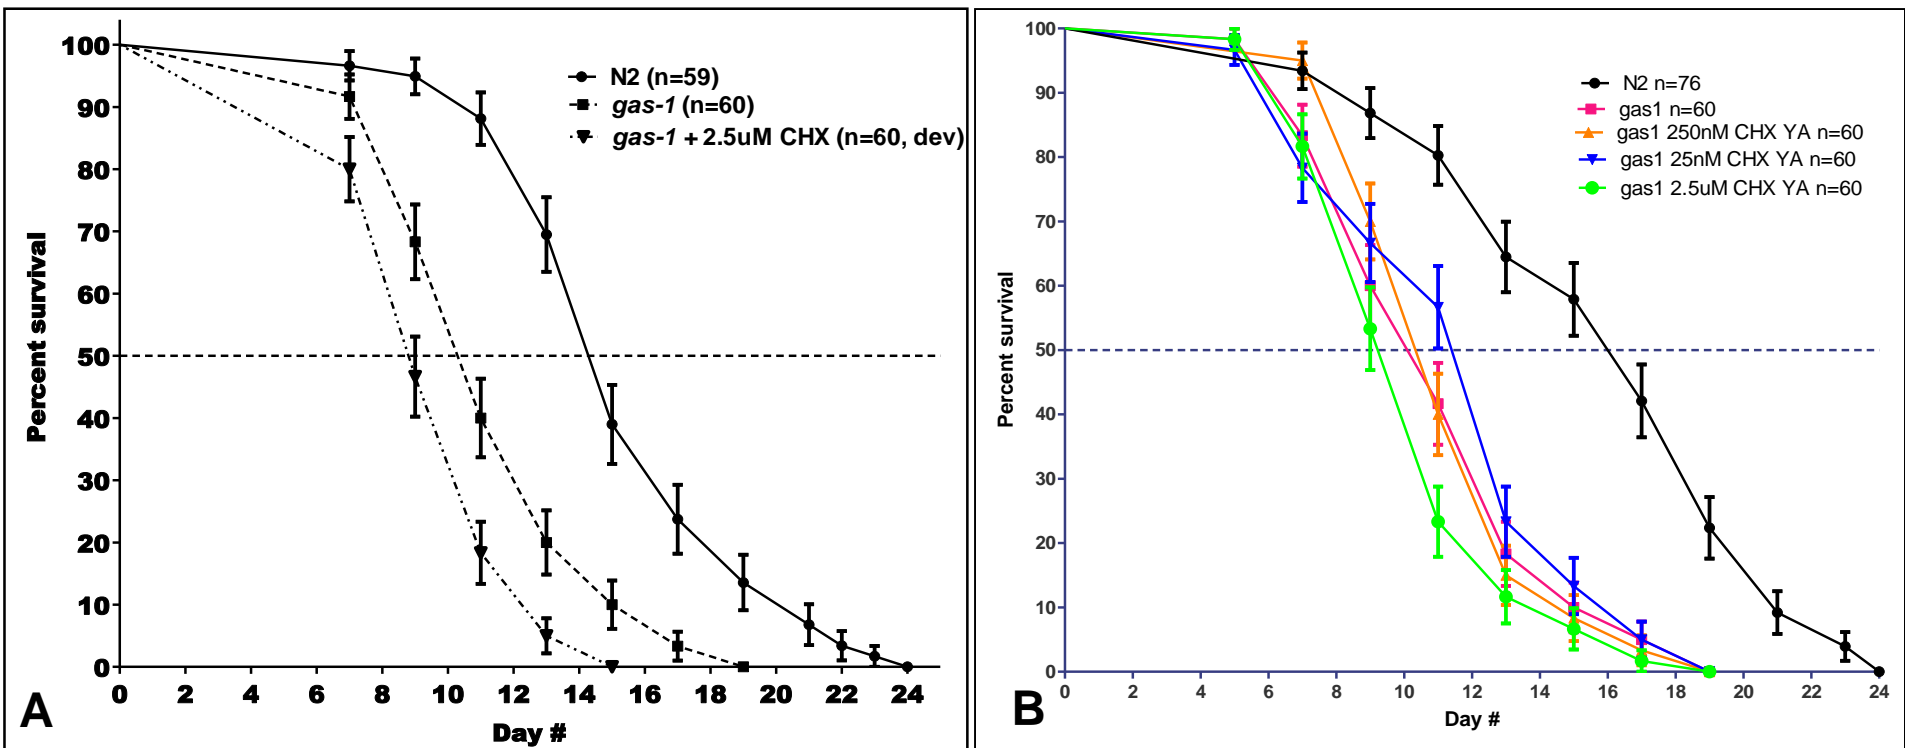 100
90
80
70
60
50
40
30
20
10
0
Percent survival
N2 (n=59)
gas-1 (n=60)
gas-1 + 2.5uM CHX (n=60, dev)
0 2 4 6 8 10 12 14 16 18 20 22 24
Day #
A
100
90
80
70
60
50
40
30
20
10
0
Percent survival
N2 n=76
gas1 n=60
gas1 250nM CHX YA n=60
gas1 25nM CHX YA n=60
gas1 2.5uM CHX YA n=60
0 2 4 6 8 10 12 14 16 18 20 22 24
Day #
B